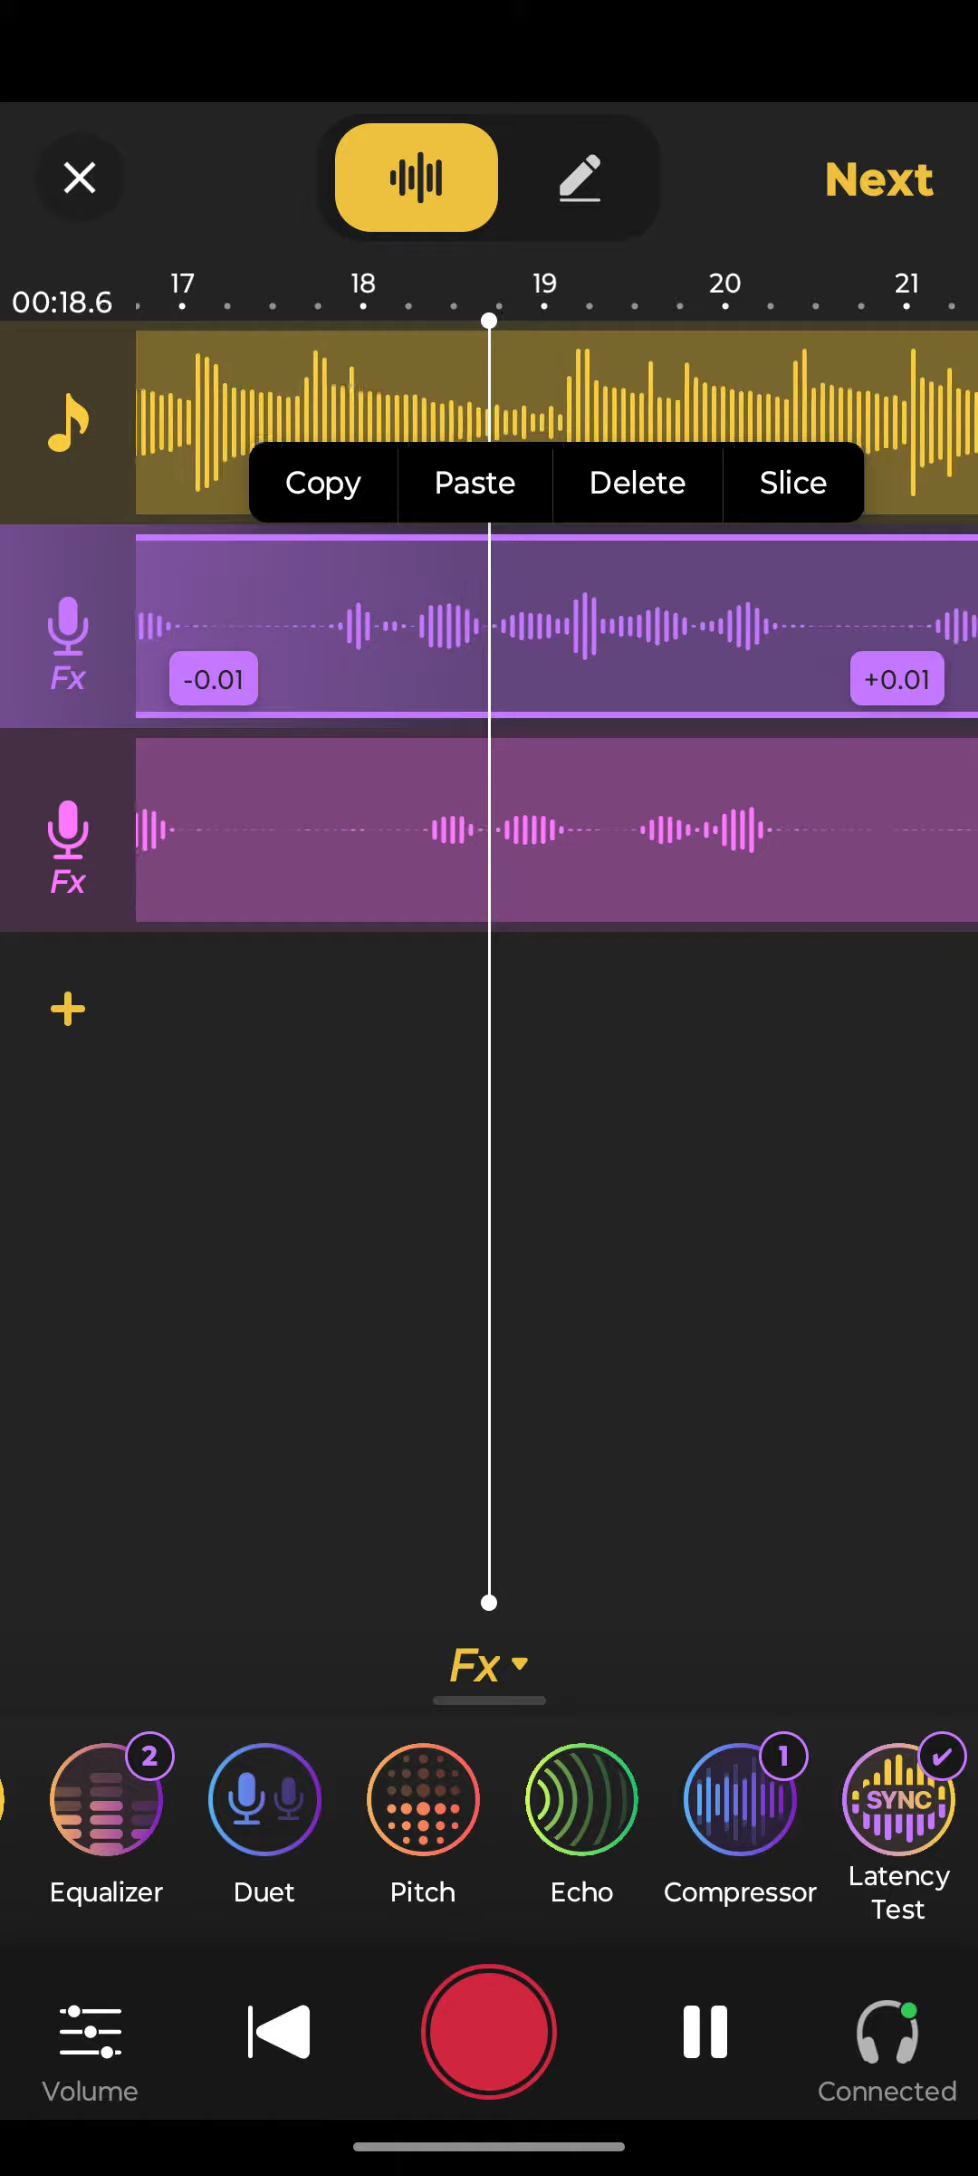 Next
17 18 19 20 21
00:18.6
Copy Paste Delete Slice
Fx
-0.01 +0.01
Fx
Fx
2 1
SYNC
Equalizer Duet Pitch Echo Compressor Latency
Test
Volume Connected